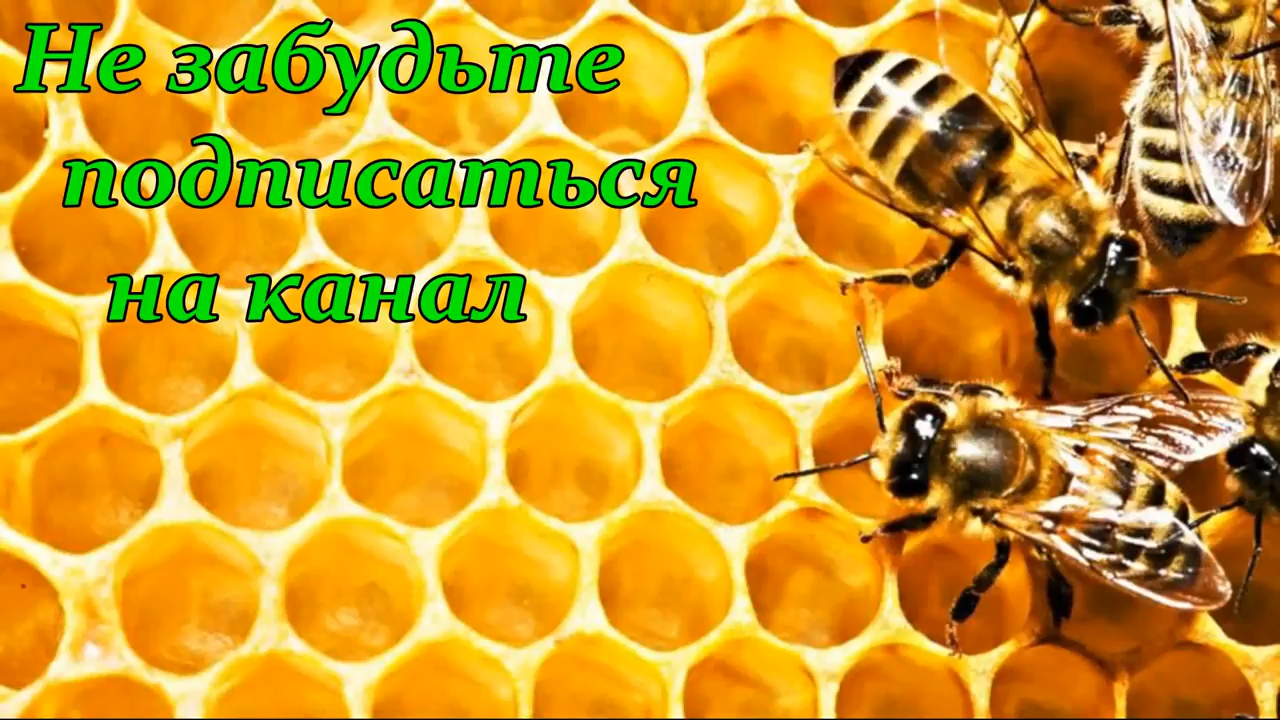 Не забудьте
подписаться
на канал